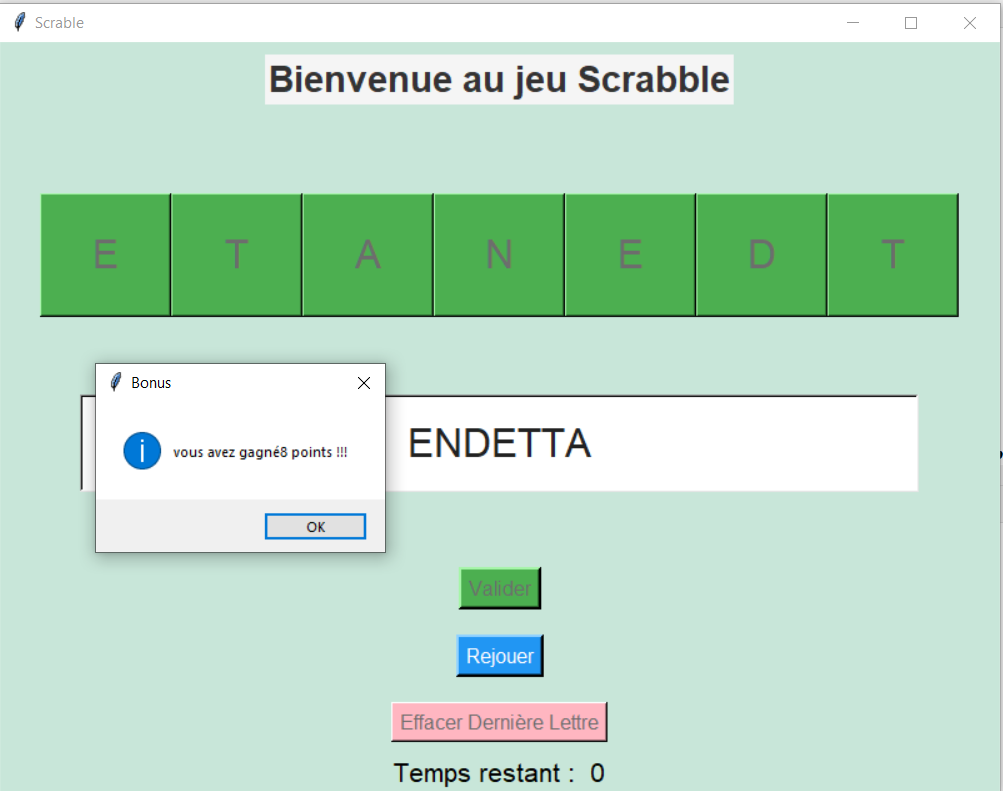 Scrable
Bienvenue au jeu Scrabble
E T A N E D T
Bonus
vous avez gagné8 points !!!
OK
ENDETTA
Valider
Rejouer
Effacer Dernière Lettre
Temps restant : 0